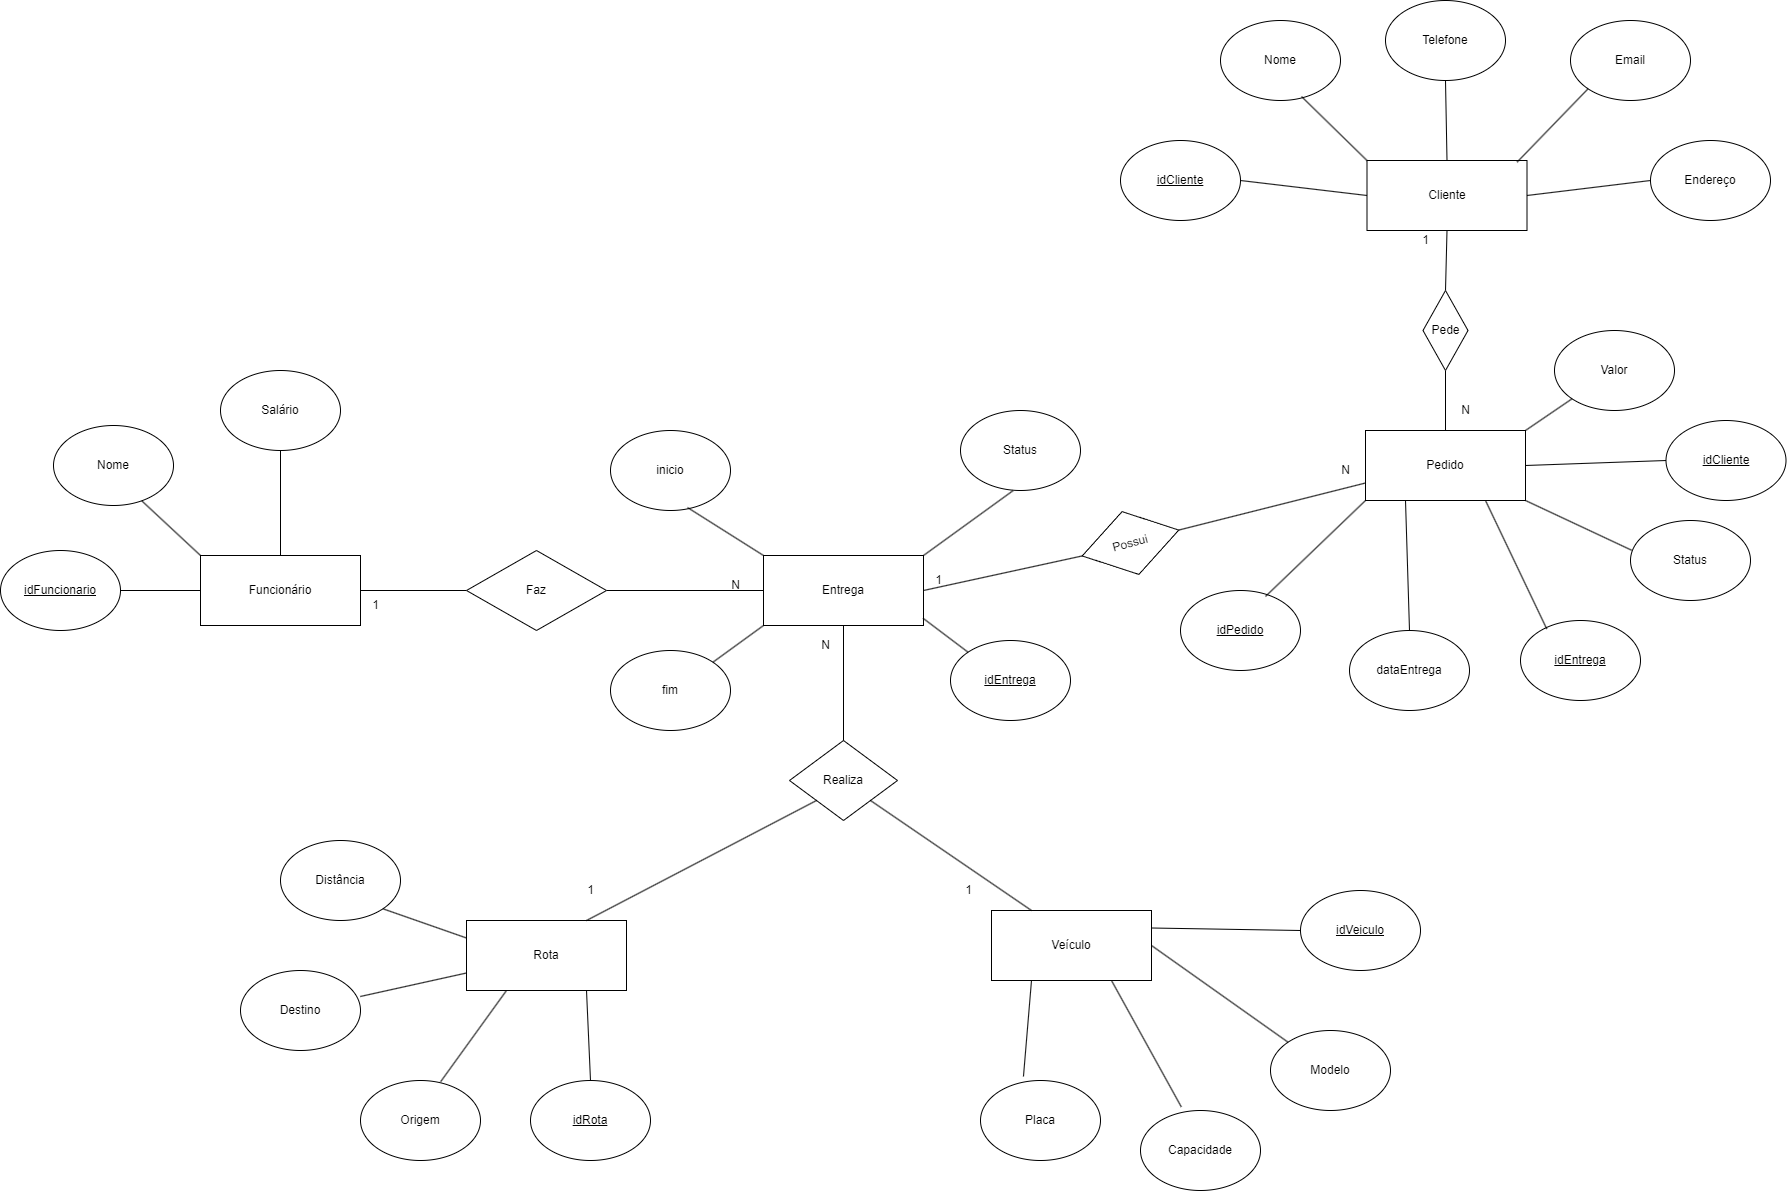 Telefone
Nome
Email
idCliente
Endereço
Cliente
1
Pede
Valor
N
Salário
Status
idCliente
Nome
inicio
N
Pedido
Possui
Status
idFuncionario
Funcionário
1
Faz
N
Entrega
1
idPedido
N
idEntrega
dataEntrega
idEntrega
fim
Realiza
Distância
1
1
idVeiculo
Rota
Veículo
Destino
Modelo
Origem
idRota
Placa
Capacidade